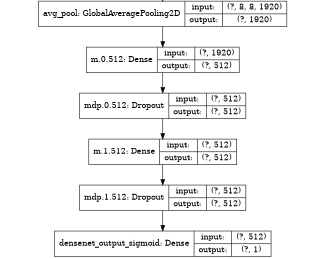 avg_pool: GlobalAveragePooling2D input: (?, 8, 8, 1920)
output: (?, 1920)
m.0.512: Dense input: (?, 1920)
output: (?, 512)
mdp.0.512: Dropout input: (?, 512)
output: (?, 512)
m.1.512: Dense input: (?, 512)
output: (?, 512)
mdp.1.512: Dropout input: (?, 512)
output: (?, 512)
densenet_output_sigmoid: Dense input: (?, 512)
output: (?, 1)